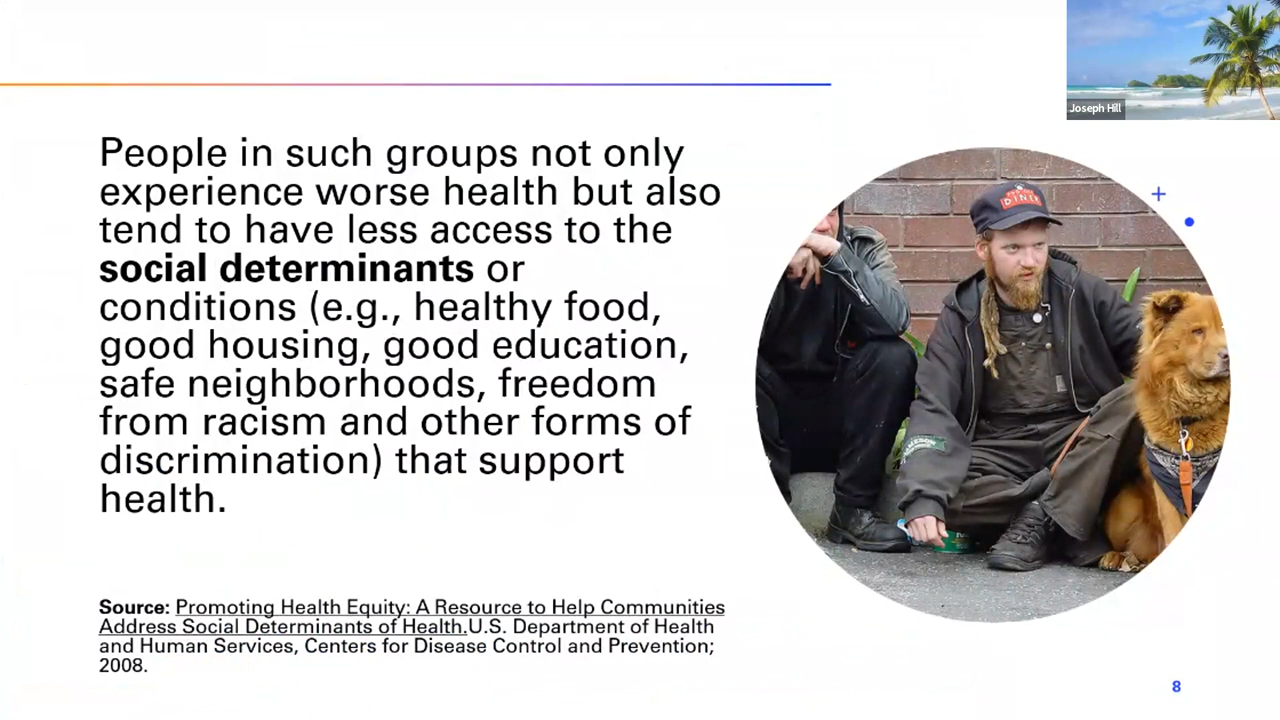 Joseph Hill
People in such groups not only
experience worse health but also
tend to have less access to the
social determinants or
conditions (e.g., healthy food,
good housing, good education,
safe neighborhoods, freedom
from racism and other forms of
discrimination) that support
health.
DINER
Source: Promoting Health Equity: A Resource to Help Communities
Address Social Determinants of Health.U.S. Department of Health
and Human Services, Centers for Disease Control and Prevention;
2008.
8